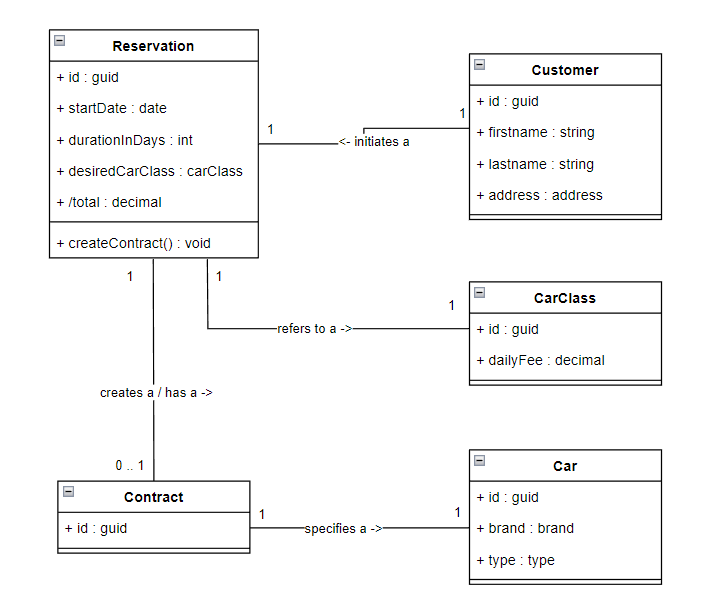 Reservation
+ id : guid
+ startDate : date
+ durationInDays : int
+ desiredCarClass : carClass
+ /total : decimal
+ createContract() : void
Customer
+ id : guid
+ firstname : string
+ lastname : string
+ address : address
1
1
<- initiates a
1
1
CarClass
+ id : guid
+ dailyFee : decimal
1
refers to a ->
creates a / has a ->
0 .. 1
Contract
+ id : guid
1
1
specifies a ->
Car
+ id : guid
+ brand : brand
+ type : type